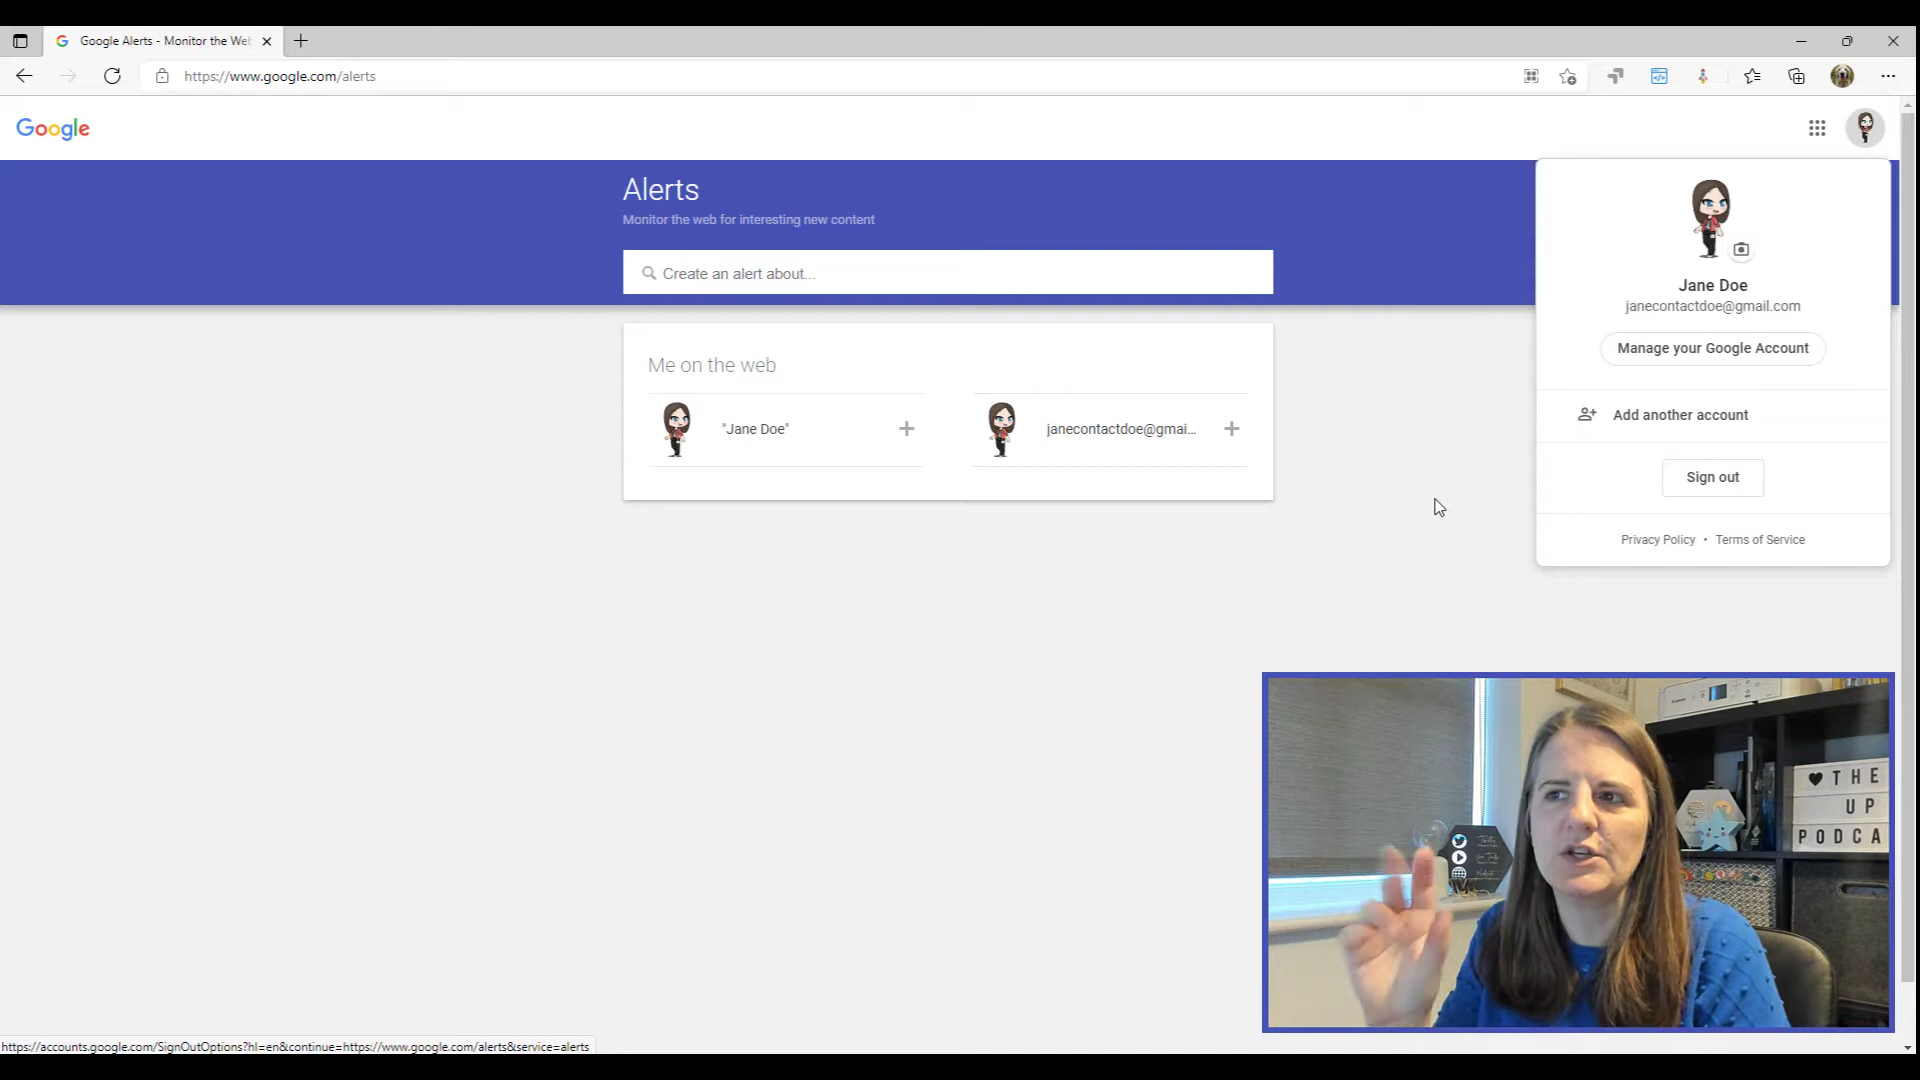 Google Alerts - Monitor the Wel
https://www.google.com/alerts
Google
Alerts
Monitor the web for interesting new content
Create an alert about...
Me on the web
"Jane Doe"
janecontactdoe@gmai...
Jane Doe
janecontactdoe@gmail.com
Manage your Google Account
Add another account
Sign out
Privacy Policy • Terms of Service
THE
UP
PODCA
https://accounts.google.com/SignOutOptions?hl=en&continue=https://www.google.com/alerts&service=alerts